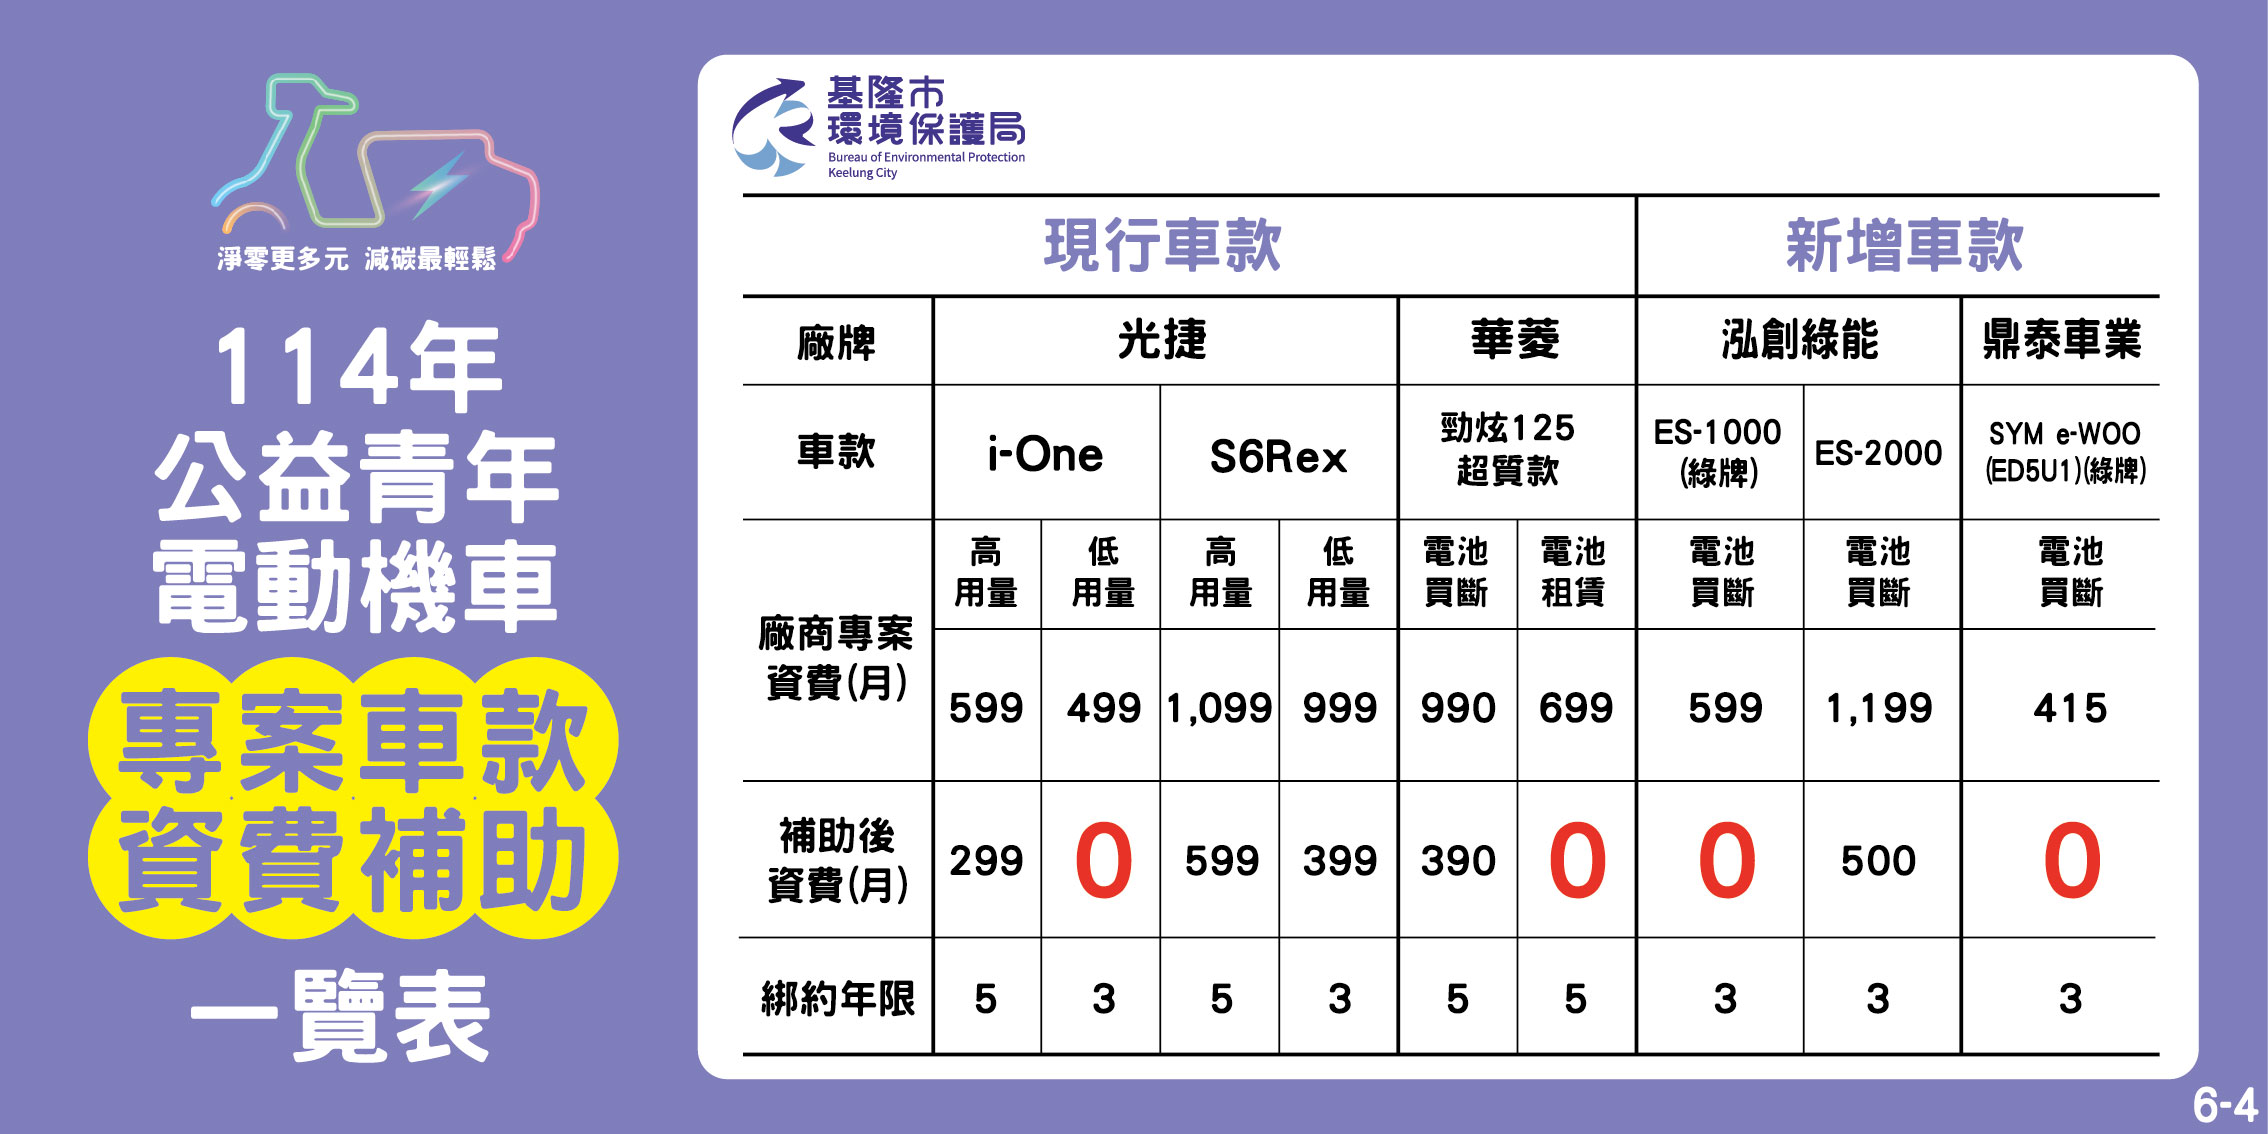 淨零更多元 減碳最輕鬆
114年
公益青年
電動機車
專案車款
資費補助
一覽表
基隆市
環境保護局
Bureau of Environmental Protection
Keelung City
現行車款 新增車款
廠牌 光捷 華菱 泓創綠能 鼎泰車業
車款 i-One S6Rex 勁炫125 超質款 ES-1000 (綠牌) ES-2000 SYM e-WOO (ED5U1)(綠牌)
廠商專案 資費(月)
高用量 低用量 高用量 低用量 電池買斷 電池租賃 電池買斷 電池買斷 電池買斷
599 499 1,099 999 990 699 599 1,199 415
補助後 資費(月) 299 0 599 399 390 0 0 500 0
綁約年限 5 3 5 3 5 5 3 3 3
6-4